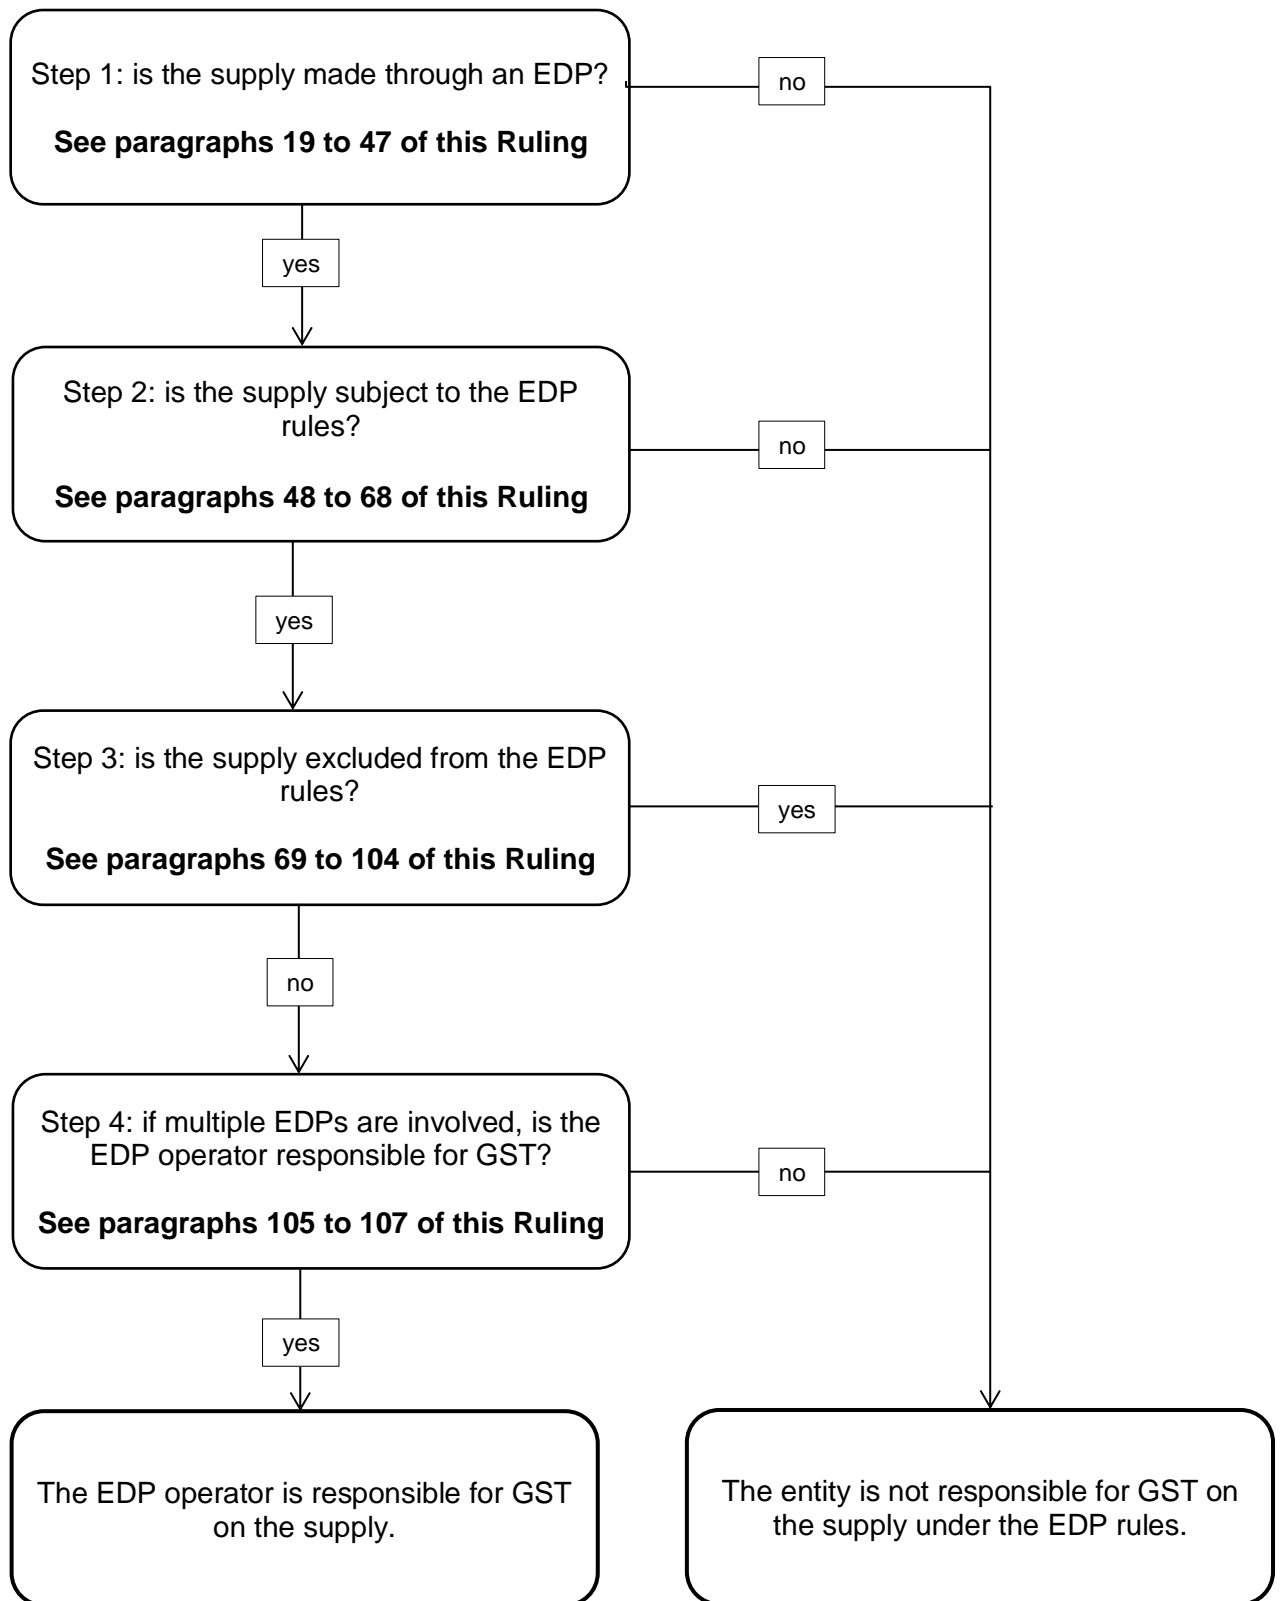 Step 1: is the supply made through an EDP?
See paragraphs 19 to 47 of this Ruling
no
yes
Step 2: is the supply subject to the EDP
rules?
See paragraphs 48 to 68 of this Ruling
no
yes
Step 3: is the supply excluded from the EDP
rules?
See paragraphs 69 to 104 of this Ruling
yes
no
Step 4: if multiple EDPs are involved, is the
EDP operator responsible for GST?
See paragraphs 105 to 107 of this Ruling
no
yes
The EDP operator is responsible for GST
on the supply.
The entity is not responsible for GST on
the supply under the EDP rules.